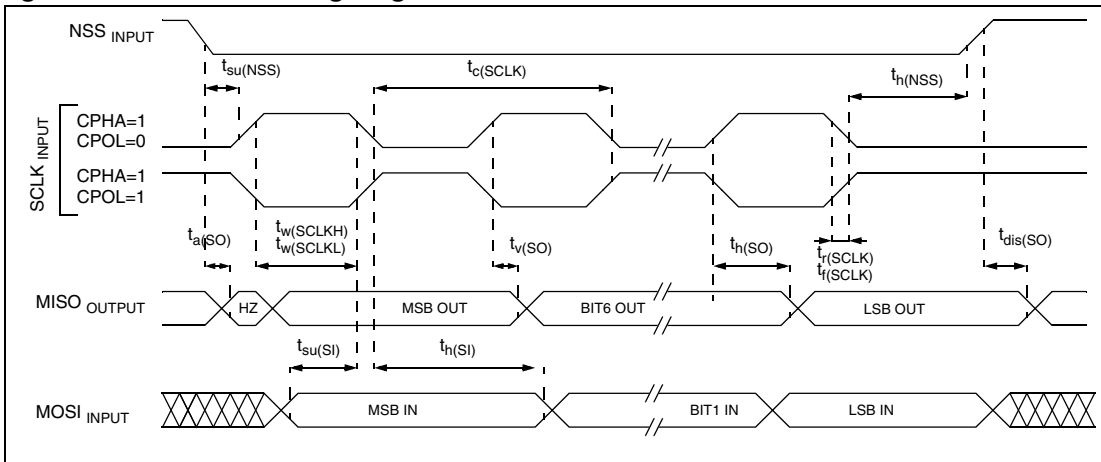 NSS INPUT
tsu(NSS)
tc(SCLK)
th(NSS)
SCLK INPUT
CPHA=1
CPOL=0
CPHA=1
CPOL=1
ta(SO)
tw(SCLKH)
tw(SCLKL)
tv(SO)
th(SO)
tr(SCLK)
tf(SCLK)
tdis(SO)
MISO OUTPUT
HZ
MSB OUT
BIT6 OUT
LSB OUT
tsu(SI)
th(SI)
MOSI INPUT
MSB IN
BIT1 IN
LSB IN